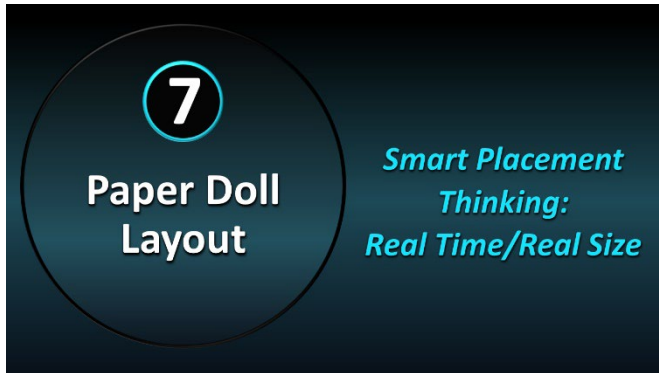 7
Paper Doll
Layout
Smart Placement
Thinking:
Real Time/Real Size